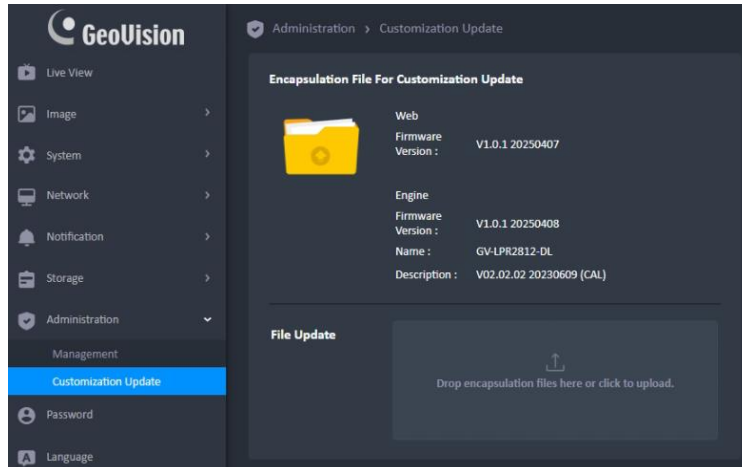 GeoVision
Live View
Image
System
Network
Notification
Storage
Administration
Management
Customization Update
Password
Language
Administration > Customization Update
Encapsulation File For Customization Update
Web
Firmware
Version : V1.0.1 20250407
Engine
Firmware
Version : V1.0.1 20250408
Name : GV-LPR2812-DL
Description : V02.02.02 20230609 (CAL)
File Update
Drop encapsulation files here or click to upload.